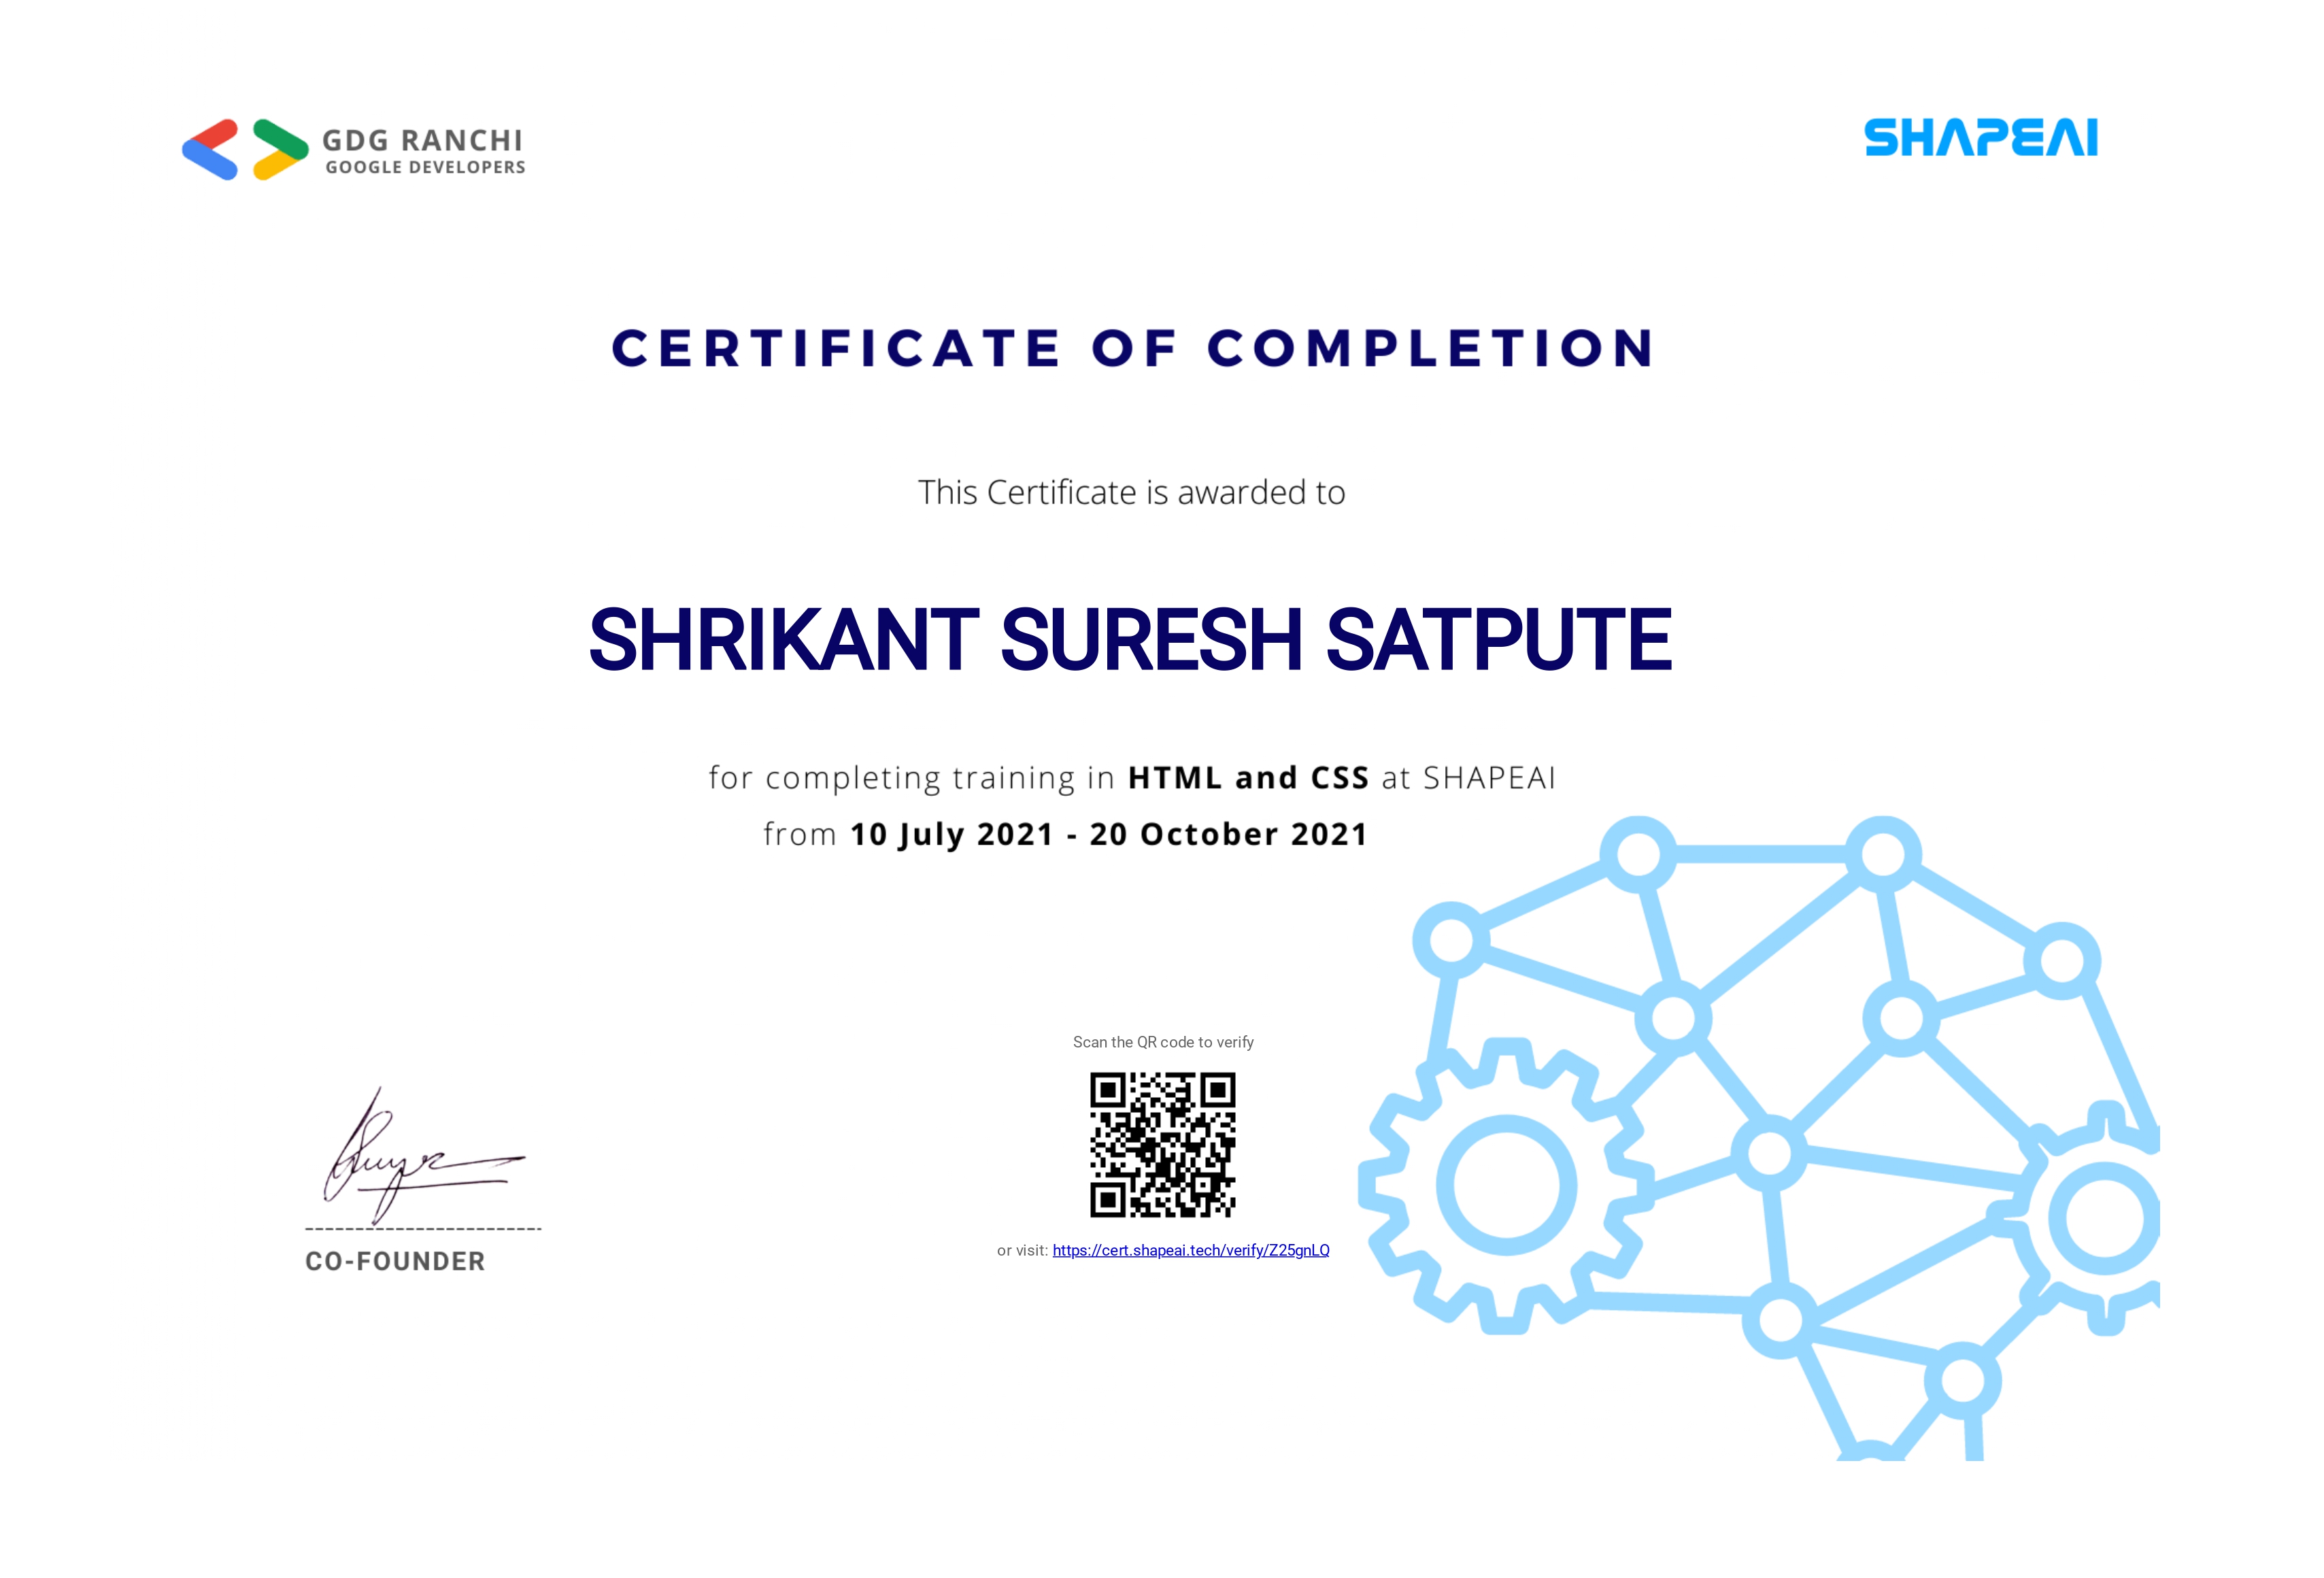 GDG RANCHI
GOOGLE DEVELOPERS
SHAPEAI
CERTIFICATE OF COMPLETION
This Certificate is awarded to
SHRIKANT SURESH SATPUTE
for completing training in HTML and CSS at SHAPEAI
from 10 July 2021 - 20 October 2021
Scan the QR code to verify
or visit: https://cert.shapeai.tech/verify/Z25gnLQ
CO-FOUNDER